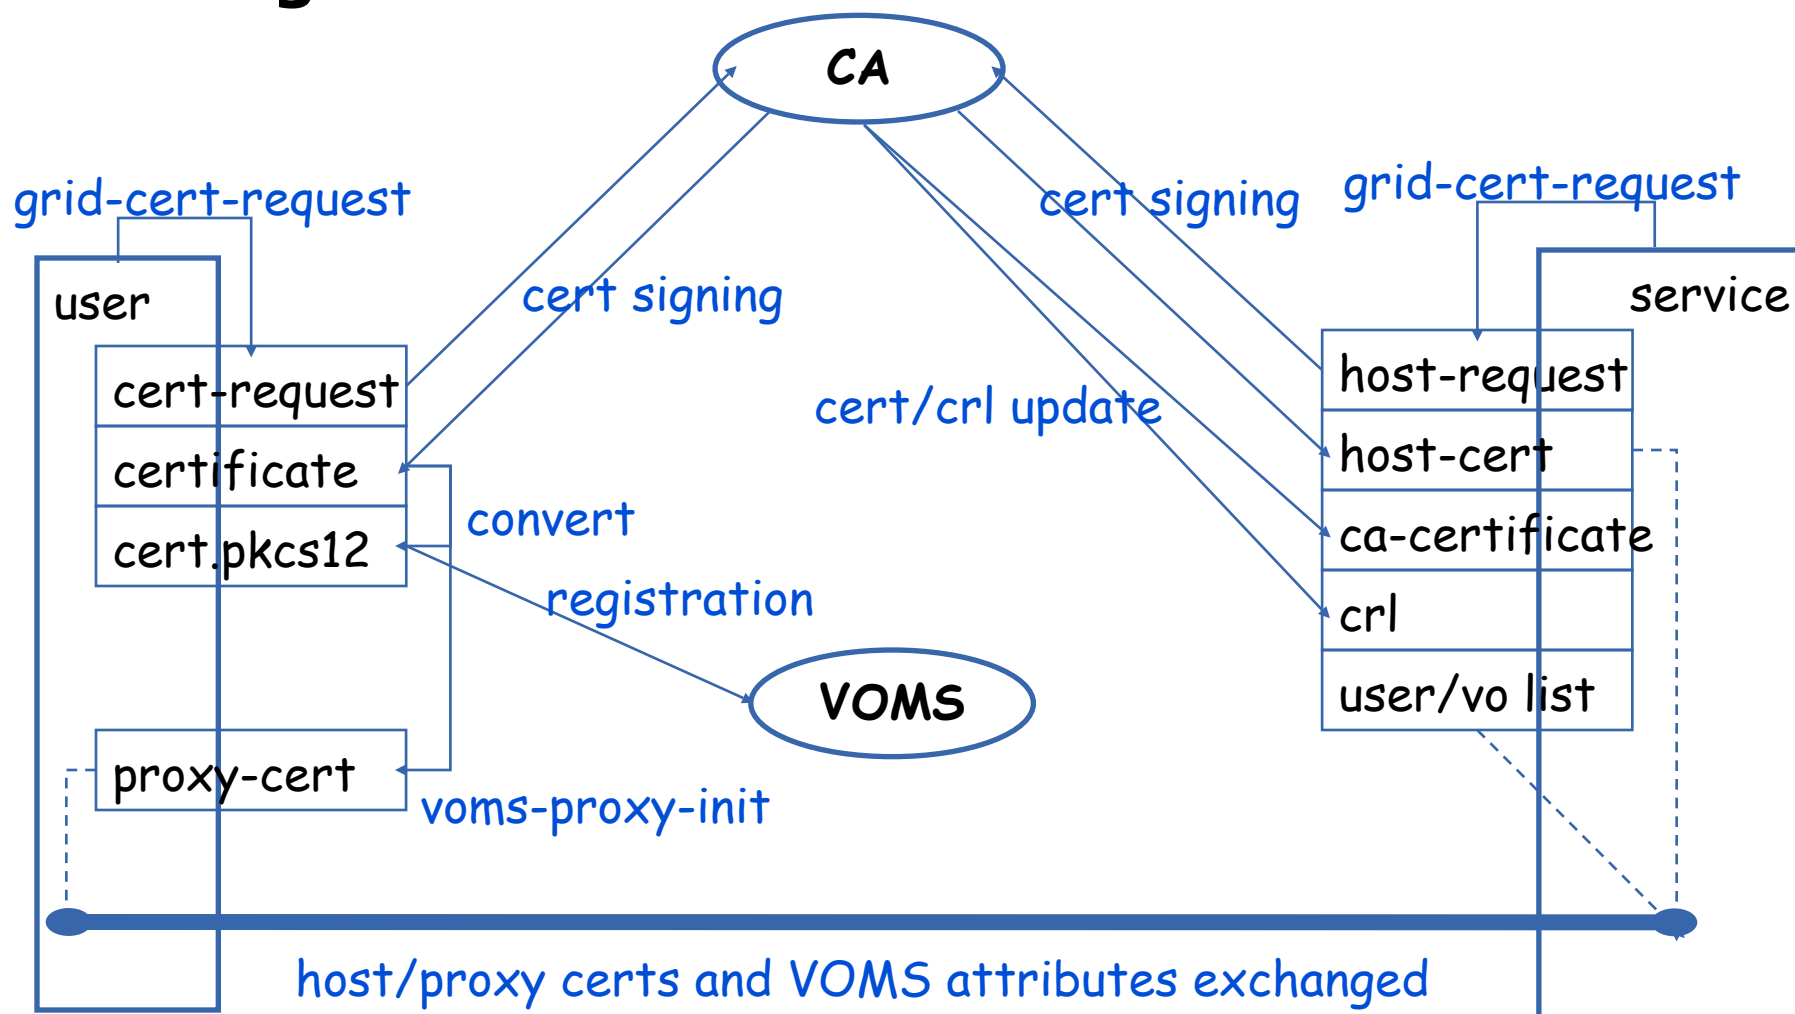 CA
grid-cert-request
cert signing
grid-cert-request
user
cert signing
service
cert-request
host-request
cert/crl update
certificate
host-cert
convert
cert.pkcs12
ca-certificate
registration
crl
VOMS
user/vo list
proxy-cert
voms-proxy-init
host/proxy certs and VOMS attributes exchanged